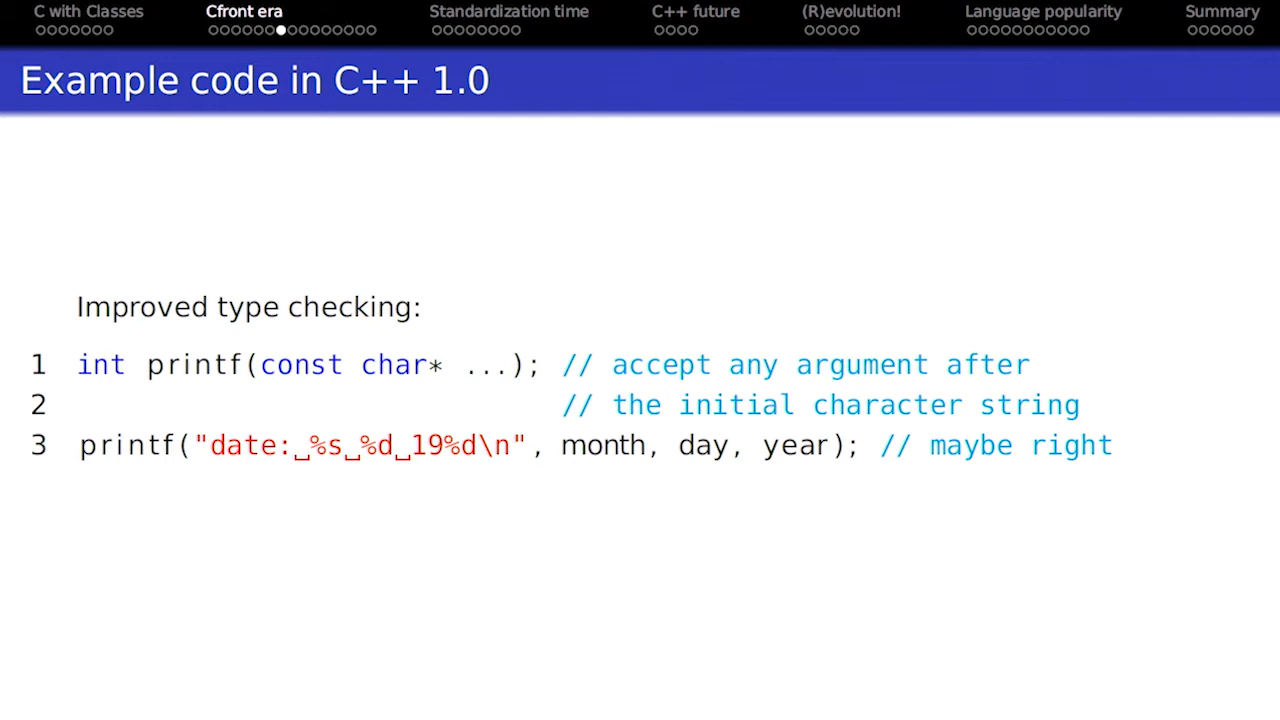 C with Classes Cfront era Standardization time C++ future (R)evolution! Language popularity Summary
Example code in C++ 1.0
Improved type checking:
1 int printf(const char* ...); // accept any argument after
2 // the initial character string
3 printf("date:␣%s␣%d␣19%d\n", month, day, year); // maybe right